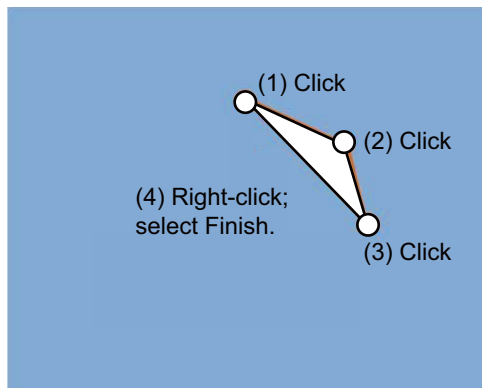 (1) Click
(2) Click
(4) Right-click;
select Finish.
(3) Click